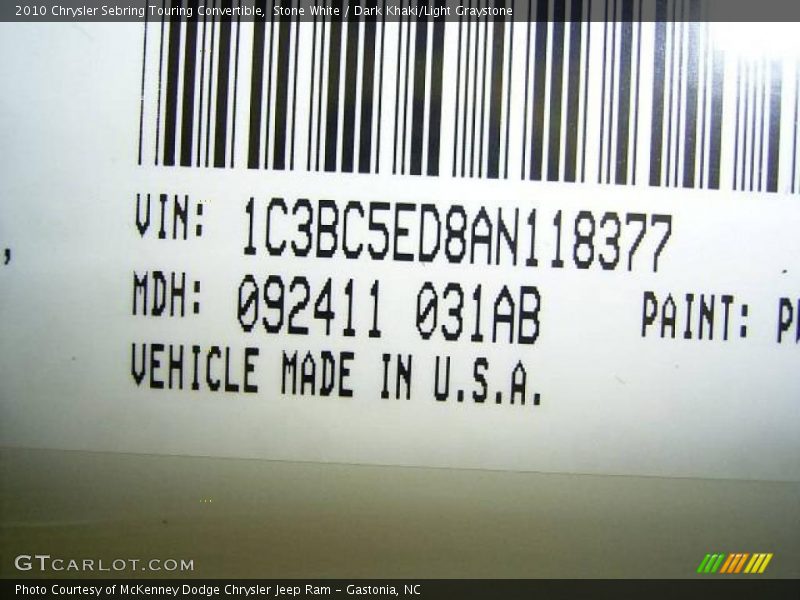 2010 Chrysler Sebring Touring Convertible, Stone White / Dark Khaki/Light Graystone
VIN: 1C3BC5ED8AN118377
MDH: 092411 031AB PAINT:
VEHICLE MADE IN U.S.A.
GTCARLOT.COM
Photo Courtesy of McKenney Dodge Chrysler Jeep Ram - Gastonia, NC